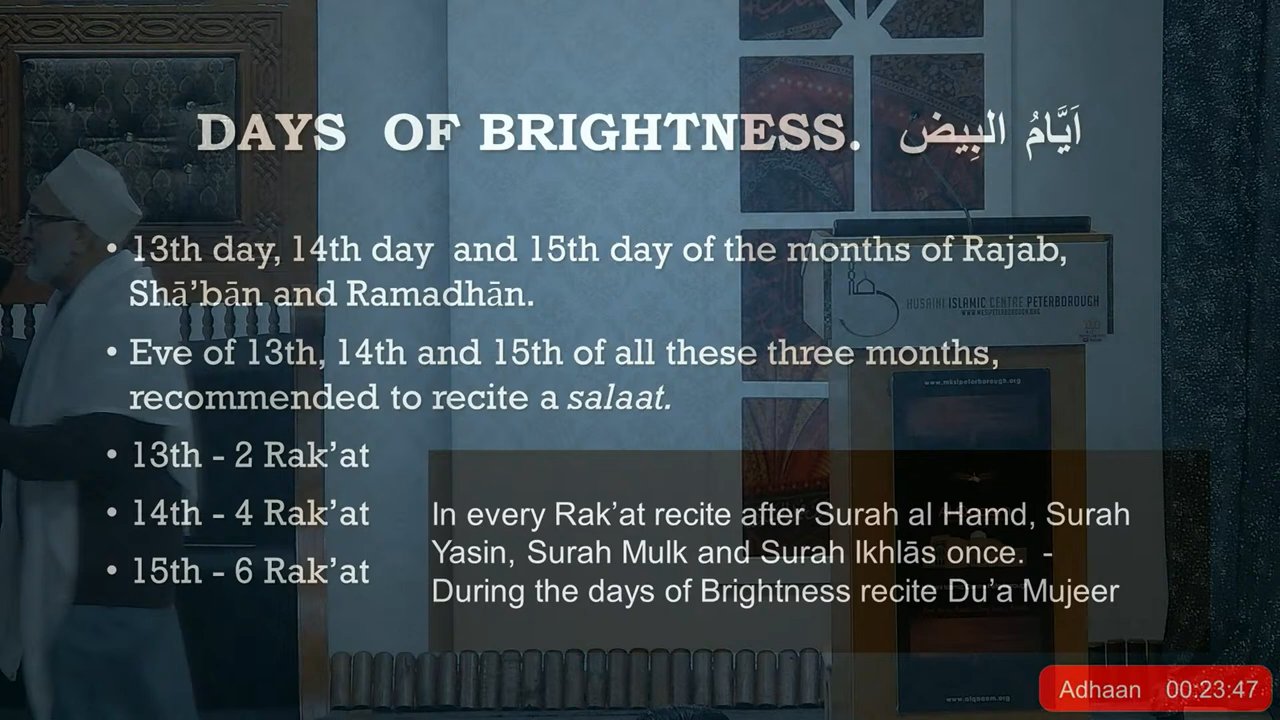 DAYS OF BRIGHTNESS. اَيَّامُ البِيض
• 13th day, 14th day and 15th day of the months of Rajab,
Shā’bān and Ramadhān.
• Eve of 13th, 14th and 15th of all these three months,
recommended to recite a salaat.
• 13th - 2 Rak’at
• 14th - 4 Rak’at
• 15th - 6 Rak’at
In every Rak’at recite after Surah al Hamd, Surah
Yasin, Surah Mulk and Surah Ikhlās once. -
During the days of Brightness recite Du’a Mujeer
HUSAINI ISLAMIC CENTRE PETERBOROUGH
www.mksipeterborough.org
www.alqaaem.org
Adhaan 00:23:47